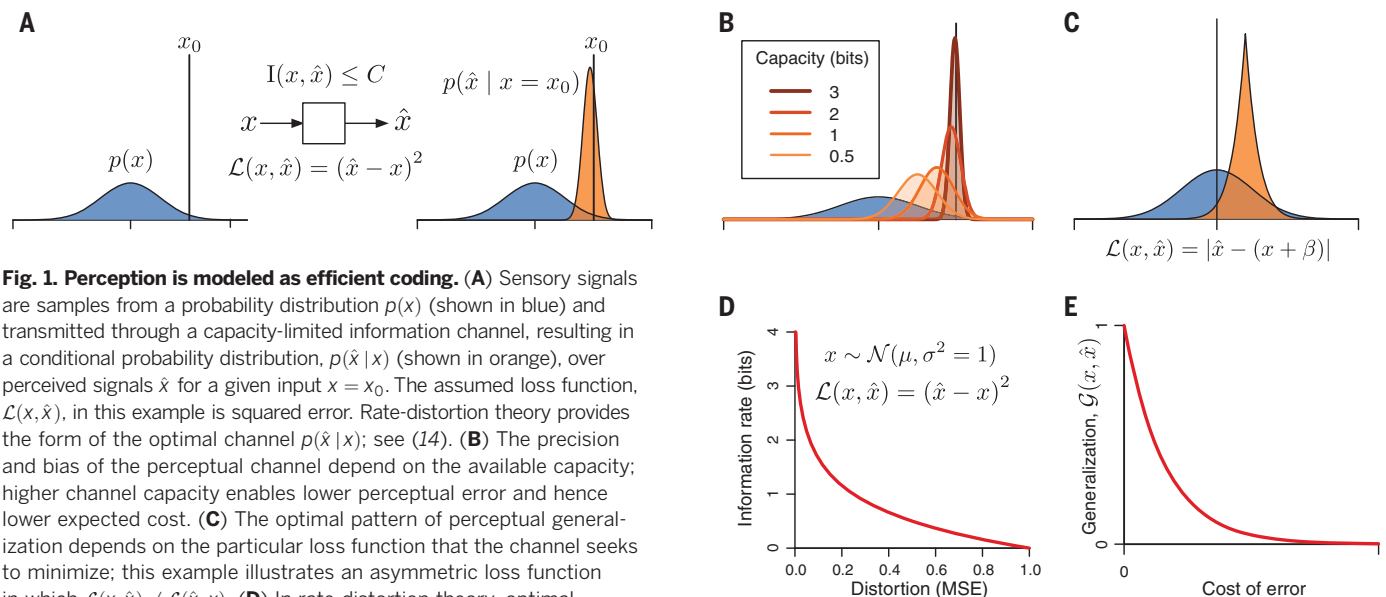 A
x₀
p(x)
I(x, x̂) ≤ C
x
x̂
ℒ(x, x̂) = (x̂ − x)²
x₀
p(x̂ | x = x₀)
p(x)
B
Capacity (bits)
3
2
1
0.5
C
ℒ(x, x̂) = |x̂ − (x + β)|
Fig. 1. Perception is modeled as efficient coding. (A) Sensory signals
are samples from a probability distribution p(x) (shown in blue) and
transmitted through a capacity-limited information channel, resulting in
a conditional probability distribution, p(x̂ | x) (shown in orange), over
perceived signals x̂ for a given input x = x₀. The assumed loss function,
ℒ(x,x̂), in this example is squared error. Rate-distortion theory provides
the form of the optimal channel p(x̂ | x); see (14). (B) The precision
and bias of the perceptual channel depend on the available capacity;
higher channel capacity enables lower perceptual error and hence
lower expected cost. (C) The optimal pattern of perceptual general-
ization depends on the particular loss function that the channel seeks
to minimize; this example illustrates an asymmetric loss function
D
Information rate (bits)
4
3
2
1
0
x ∼ 𝒩(μ, σ² = 1)
ℒ(x, x̂) = (x̂ − x)²
0.0 0.2 0.4 0.6 0.8 1.0
Distortion (MSE)
E
Generalization, 𝒢(x, x̂)
1
0
0
Cost of error